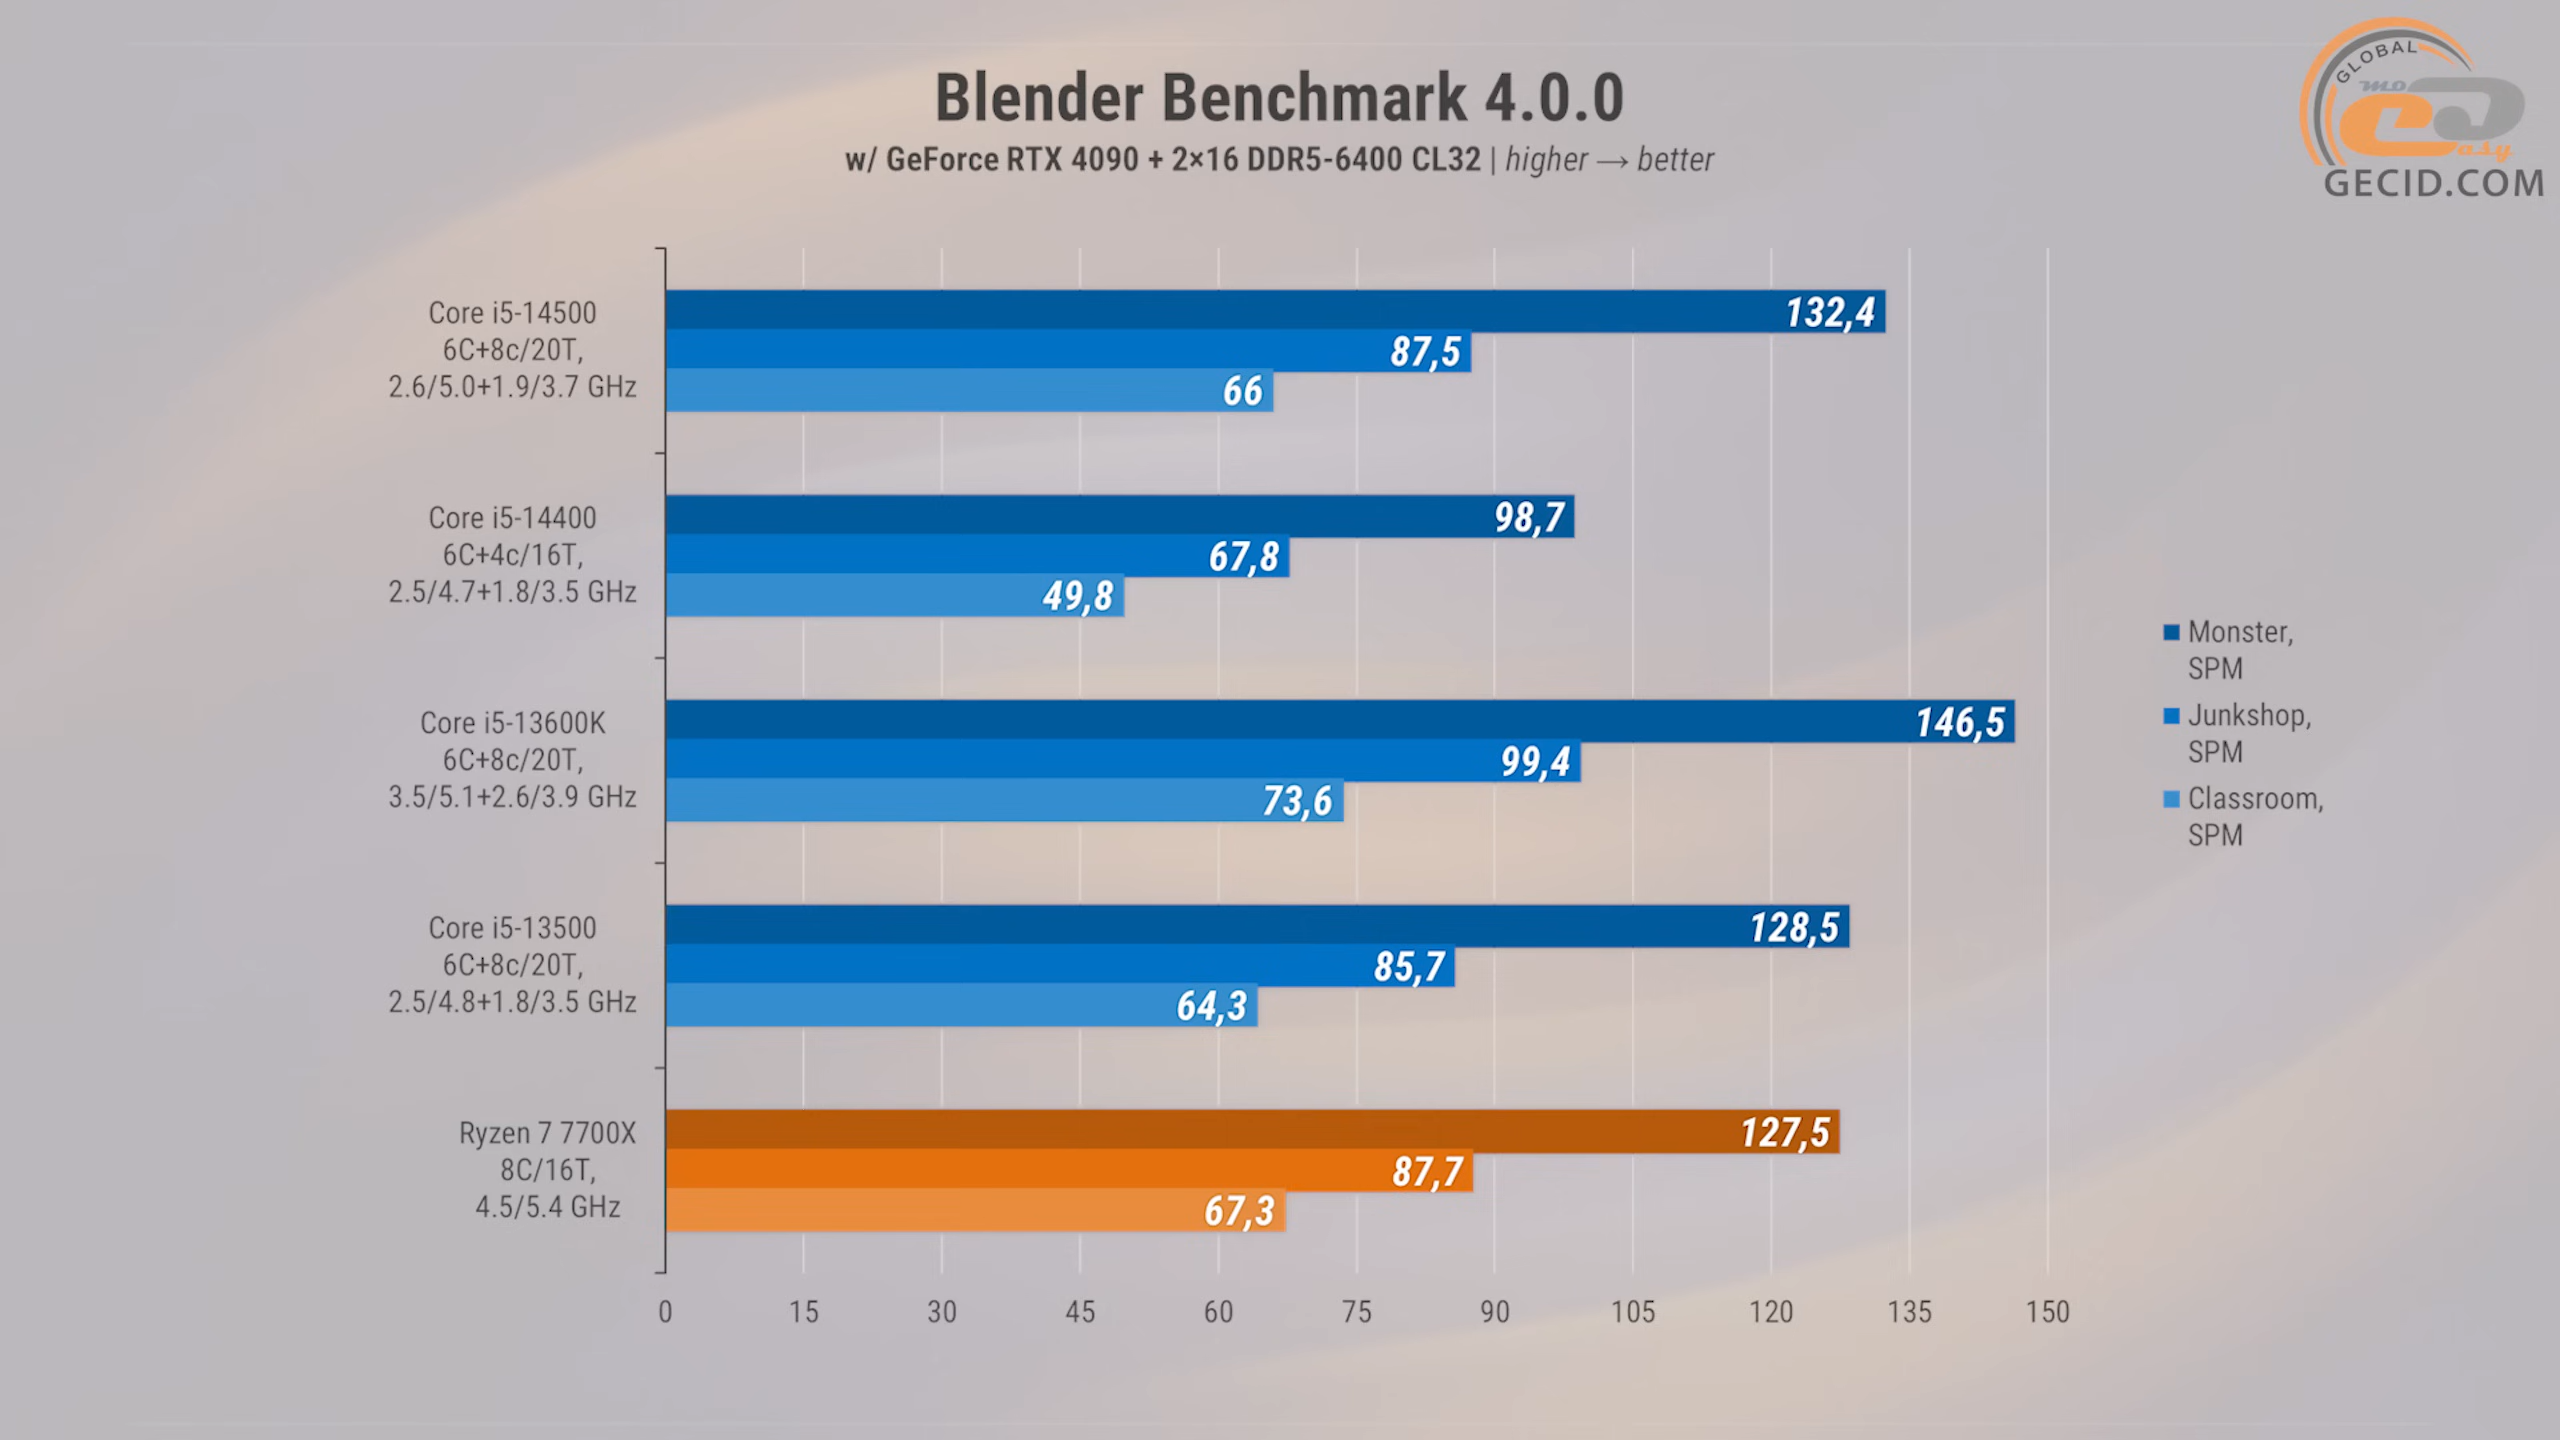 Blender Benchmark 4.0.0
w/ GeForce RTX 4090 + 2×16 DDR5-6400 CL32 | higher → better
GLOBAL
mo
easy
GECID.COM
Core i5-14500
6C+8c/20T,
2.6/5.0+1.9/3.7 GHz
132,4
87,5
66
Core i5-14400
6C+4c/16T,
2.5/4.7+1.8/3.5 GHz
98,7
67,8
49,8
Core i5-13600K
6C+8c/20T,
3.5/5.1+2.6/3.9 GHz
146,5
99,4
73,6
Core i5-13500
6C+8c/20T,
2.5/4.8+1.8/3.5 GHz
128,5
85,7
64,3
Ryzen 7 7700X
8C/16T,
4.5/5.4 GHz
127,5
87,7
67,3
0 15 30 45 60 75 90 105 120 135 150
Monster,
SPM
Junkshop,
SPM
Classroom,
SPM